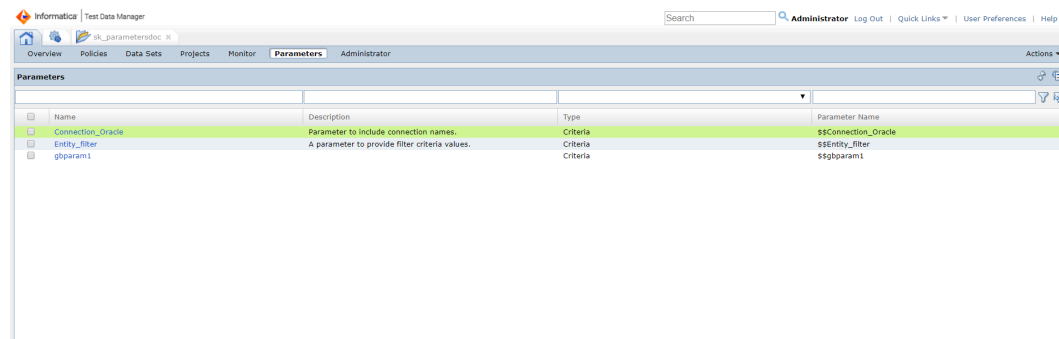 Informatica Test Data Manager Search Administrator Log Out | Quick Links | User Preferences | Help
sk_parametersdoc
Overview Policies Data Sets Projects Monitor Parameters Administrator Actions
Parameters
Name Description Type Parameter Name
Connection_Oracle Parameter to include connection names. Criteria $$Connection_Oracle
Entity_filter A parameter to provide filter criteria values. Criteria $$Entity_filter
gbparam1 Criteria $$gbparam1